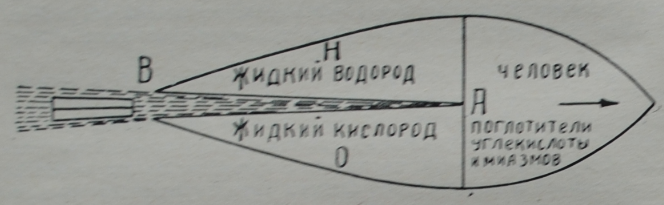 В
Н
ЖИДКИЙ ВОДОРОД
ЖИДКИЙ КИСЛОРОД
О
ЧЕЛОВЕК
А
ПОГЛОТИТЕЛИ
УГЛЕКИСЛОТЫ
И МИАЗМОВ